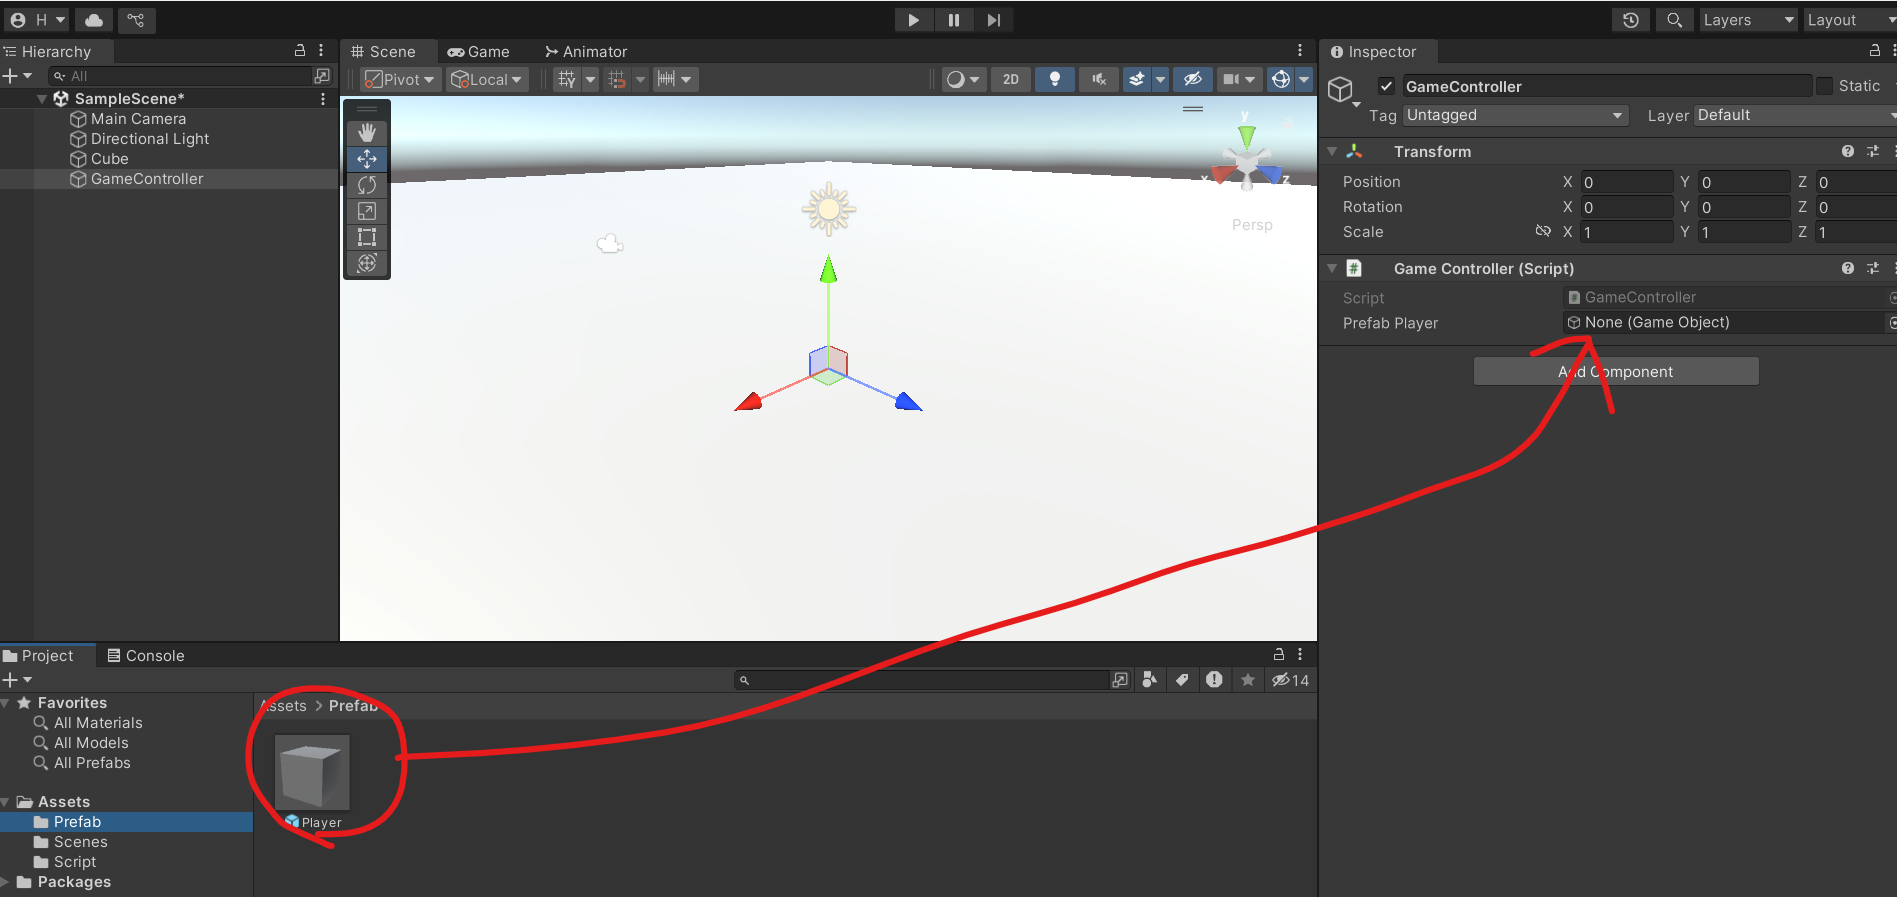 H
Layers
Layout
Hierarchy
All
SampleScene*
Main Camera
Directional Light
Cube
GameController
Scene
Game
Animator
Pivot
Local
2D
y
x
z
Persp
Inspector
GameController
Static
Tag
Untagged
Layer
Default
Transform
Position
X 0
Y 0
Z 0
Rotation
X 0
Y 0
Z 0
Scale
X 1
Y 1
Z 1
Game Controller (Script)
Script
GameController
Prefab Player
None (Game Object)
Add Component
Project
Console
14
Favorites
All Materials
All Models
All Prefabs
Assets
Prefab
Scenes
Script
Packages
Assets > Prefab
Player